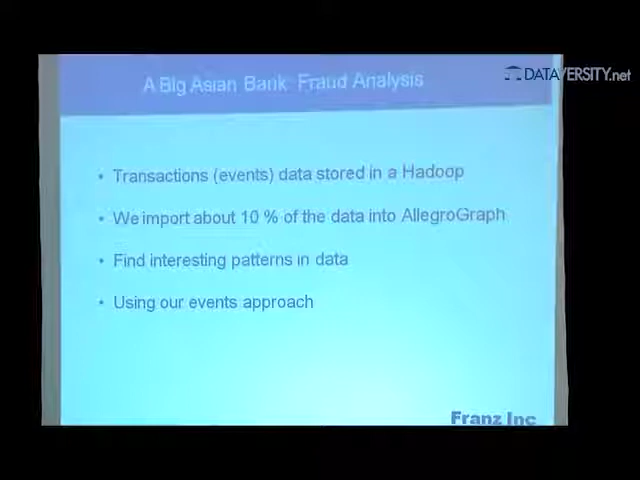 DATAVERSITY.net
A Big Asian Bank: Fraud Analysis
• Transactions (events) data stored in a Hadoop
• We import about 10 % of the data into AllegroGraph
• Find interesting patterns in data
• Using our events approach
Franz Inc